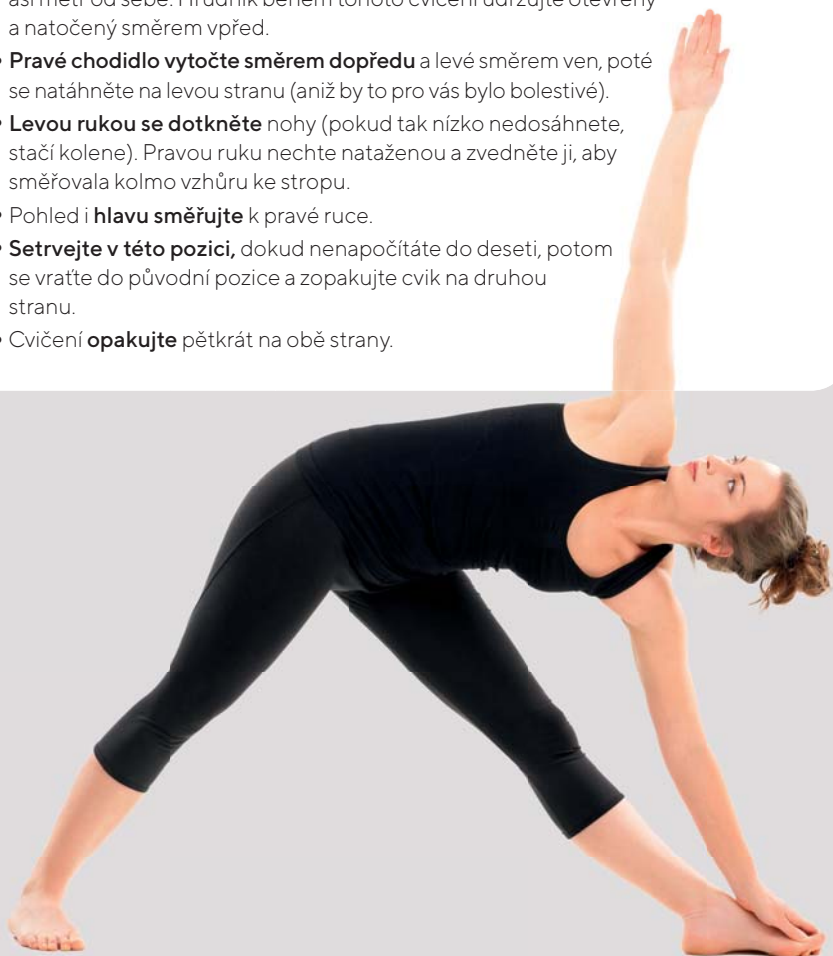 a natočený směrem vpřed.
• Pravé chodidlo vytočte směrem dopředu a levé směrem ven, poté
se natáhněte na levou stranu (aniž by to pro vás bylo bolestivé).
• Levou rukou se dotkněte nohy (pokud tak nízko nedosáhnete,
stačí kolene). Pravou ruku nechte nataženou a zvedněte ji, aby
směřovala kolmo vzhůru ke stropu.
• Pohled i hlavu směřujte k pravé ruce.
• Setrvejte v této pozici, dokud nenapočítáte do deseti, potom
se vraťte do původní pozice a zopakujte cvik na druhou
stranu.
• Cvičení opakujte pětkrát na obě strany.